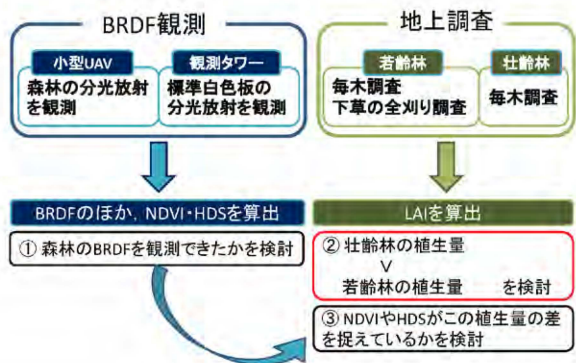 BRDF観測
小型UAV
森林の分光放射
を観測
観測タワー
標準白色板の
分光放射を観測
BRDFのほか，NDVI・HDSを算出
① 森林のBRDFを観測できたかを検討
地上調査
若齢林
毎木調査
下草の全刈り調査
壮齢林
毎木調査
LAIを算出
② 壮齢林の植生量
∨
若齢林の植生量 を検討
③ NDVIやHDSがこの植生量の差
を捉えているかを検討